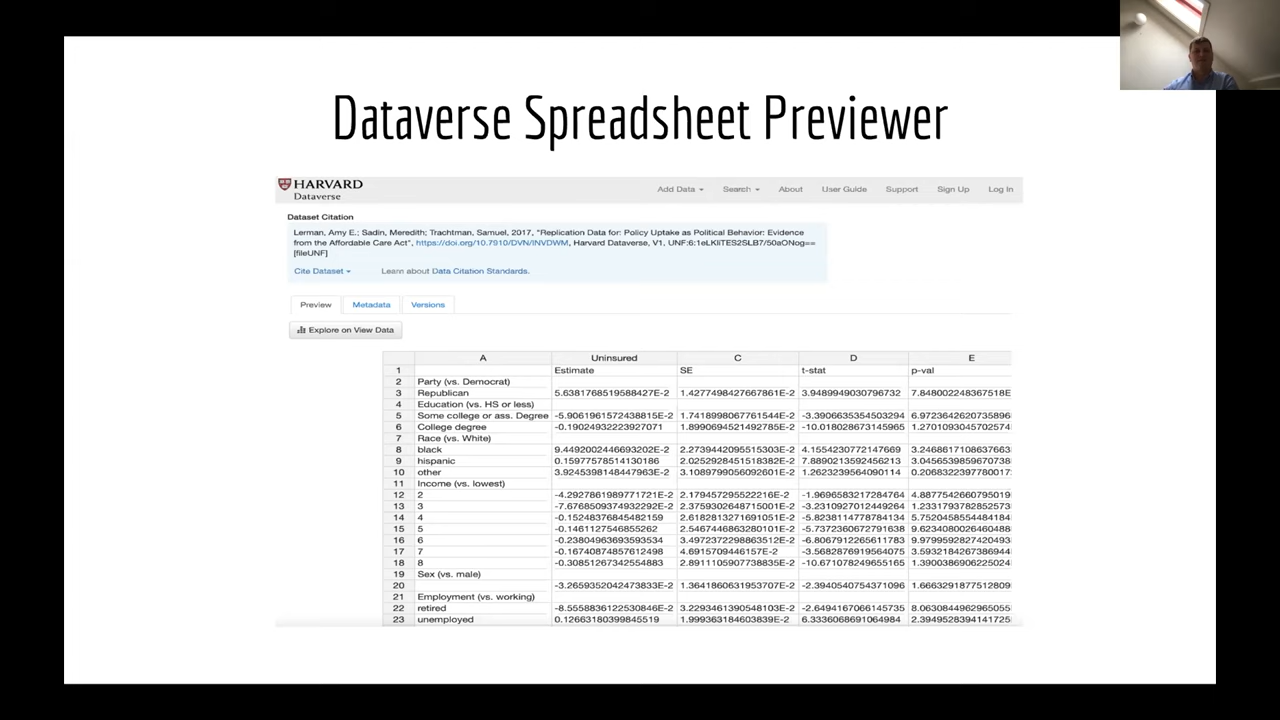 Dataverse Spreadsheet Previewer
HARVARD
Dataverse
Add Data Search About User Guide Support Sign Up Log In
Dataset Citation
Lerman, Amy E.; Sadin, Meredith; Trachtman, Samuel, 2017, "Replication Data for: Policy Uptake as Political Behavior: Evidence
from the Affordable Care Act", https://doi.org/10.7910/DVN/INVDWM, Harvard Dataverse, V1, UNF:6:1eLKIiTES2SLB7/50aONog==
[fileUNF]
Cite Dataset Learn about Data Citation Standards.
Preview Metadata Versions
Explore on View Data
A Uninsured C D E
1 Estimate SE t-stat p-val
2 Party (vs. Democrat)
3 Republican 5.6381768519588427E-2 1.4277498427667861E-2 3.9489949030796732 7.848002248367518E
4 Education (vs. HS or less)
5 Some college or ass. Degree -5.9061961572438815E-2 1.7418998067761544E-2 -3.3906635354503294 6.972364262073589​6
6 College degree -0.19024932223927071 1.8990694521492785E-2 -10.018028673145965 1.2701093045702574
7 Race (vs. White)
8 black 9.4492002446693202E-2 2.2739442095515303E-2 4.1554230772147669 3.2468617108637663
9 hispanic 0.15977578514130186 2.0252928451518382E-2 7.8890213592456213 3.0456539859670738
10 other 3.9245398148447963E-2 3.1089799056092601E-2 1.2623239564090114 0.2068322397780017
11 Income (vs. lowest)
12 2 -4.2927861989771721E-2 2.179457295522216E-2 -1.9696583217284764 4.8877542660795019
13 3 -7.6768509374932292E-2 2.3759302648715001E-2 -3.2310927012449264 1.2331793782852573
14 4 -0.15248376845482159 2.6182813271691051E-2 -5.8238114778784134 5.7520458554484184
15 5 -0.1461127546855262 2.5467446863280101E-2 -5.7372360672791638 9.6234080026460488
16 6 -0.23804963693593534 3.4972372298863512E-2 -6.8067912265611783 9.9799592827420493
17 7 -0.16740874857612498 4.6915709446157E-2 -3.5682876919564075 3.5932184267386944
18 8 -0.30851267342554883 2.8911105907738835E-2 -10.671078249655165 1.3900386906225024
19 Sex (vs. male)
20 -3.2659352042473833E-2 1.3641860631953707E-2 -2.3940540754371096 1.6663291877512809
21 Employment (vs. working)
22 retired -8.5558836122530846E-2 3.2293461390548103E-2 -2.6494167066145735 8.0630844962965055
23 unemployed 0.12663180399845519 1.999363184603839E-2 6.3336068691064984 2.3949528394141725